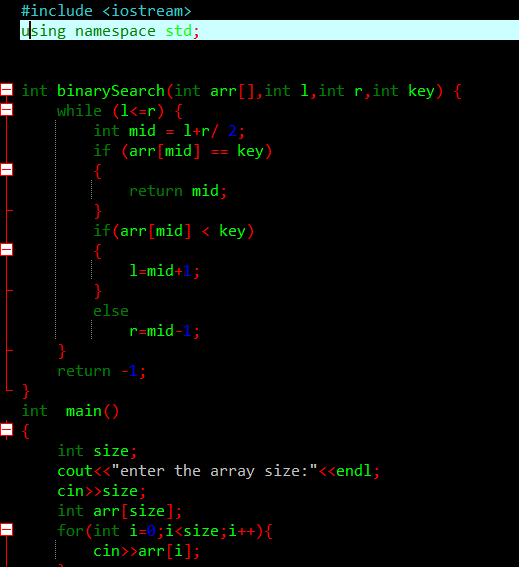 #include <iostream>
using namespace std;
int binarySearch(int arr[],int l,int r,int key) {
while (l<=r) {
int mid = l+r/ 2;
if (arr[mid] == key)
{
return mid;
}
if(arr[mid] < key)
{
l=mid+1;
}
else
r=mid-1;
}
return -1;
}
int  main()
{
int size;
cout<<"enter the array size:"<<endl;
cin>>size;
int arr[size];
for(int i=0;i<size;i++){
cin>>arr[i];